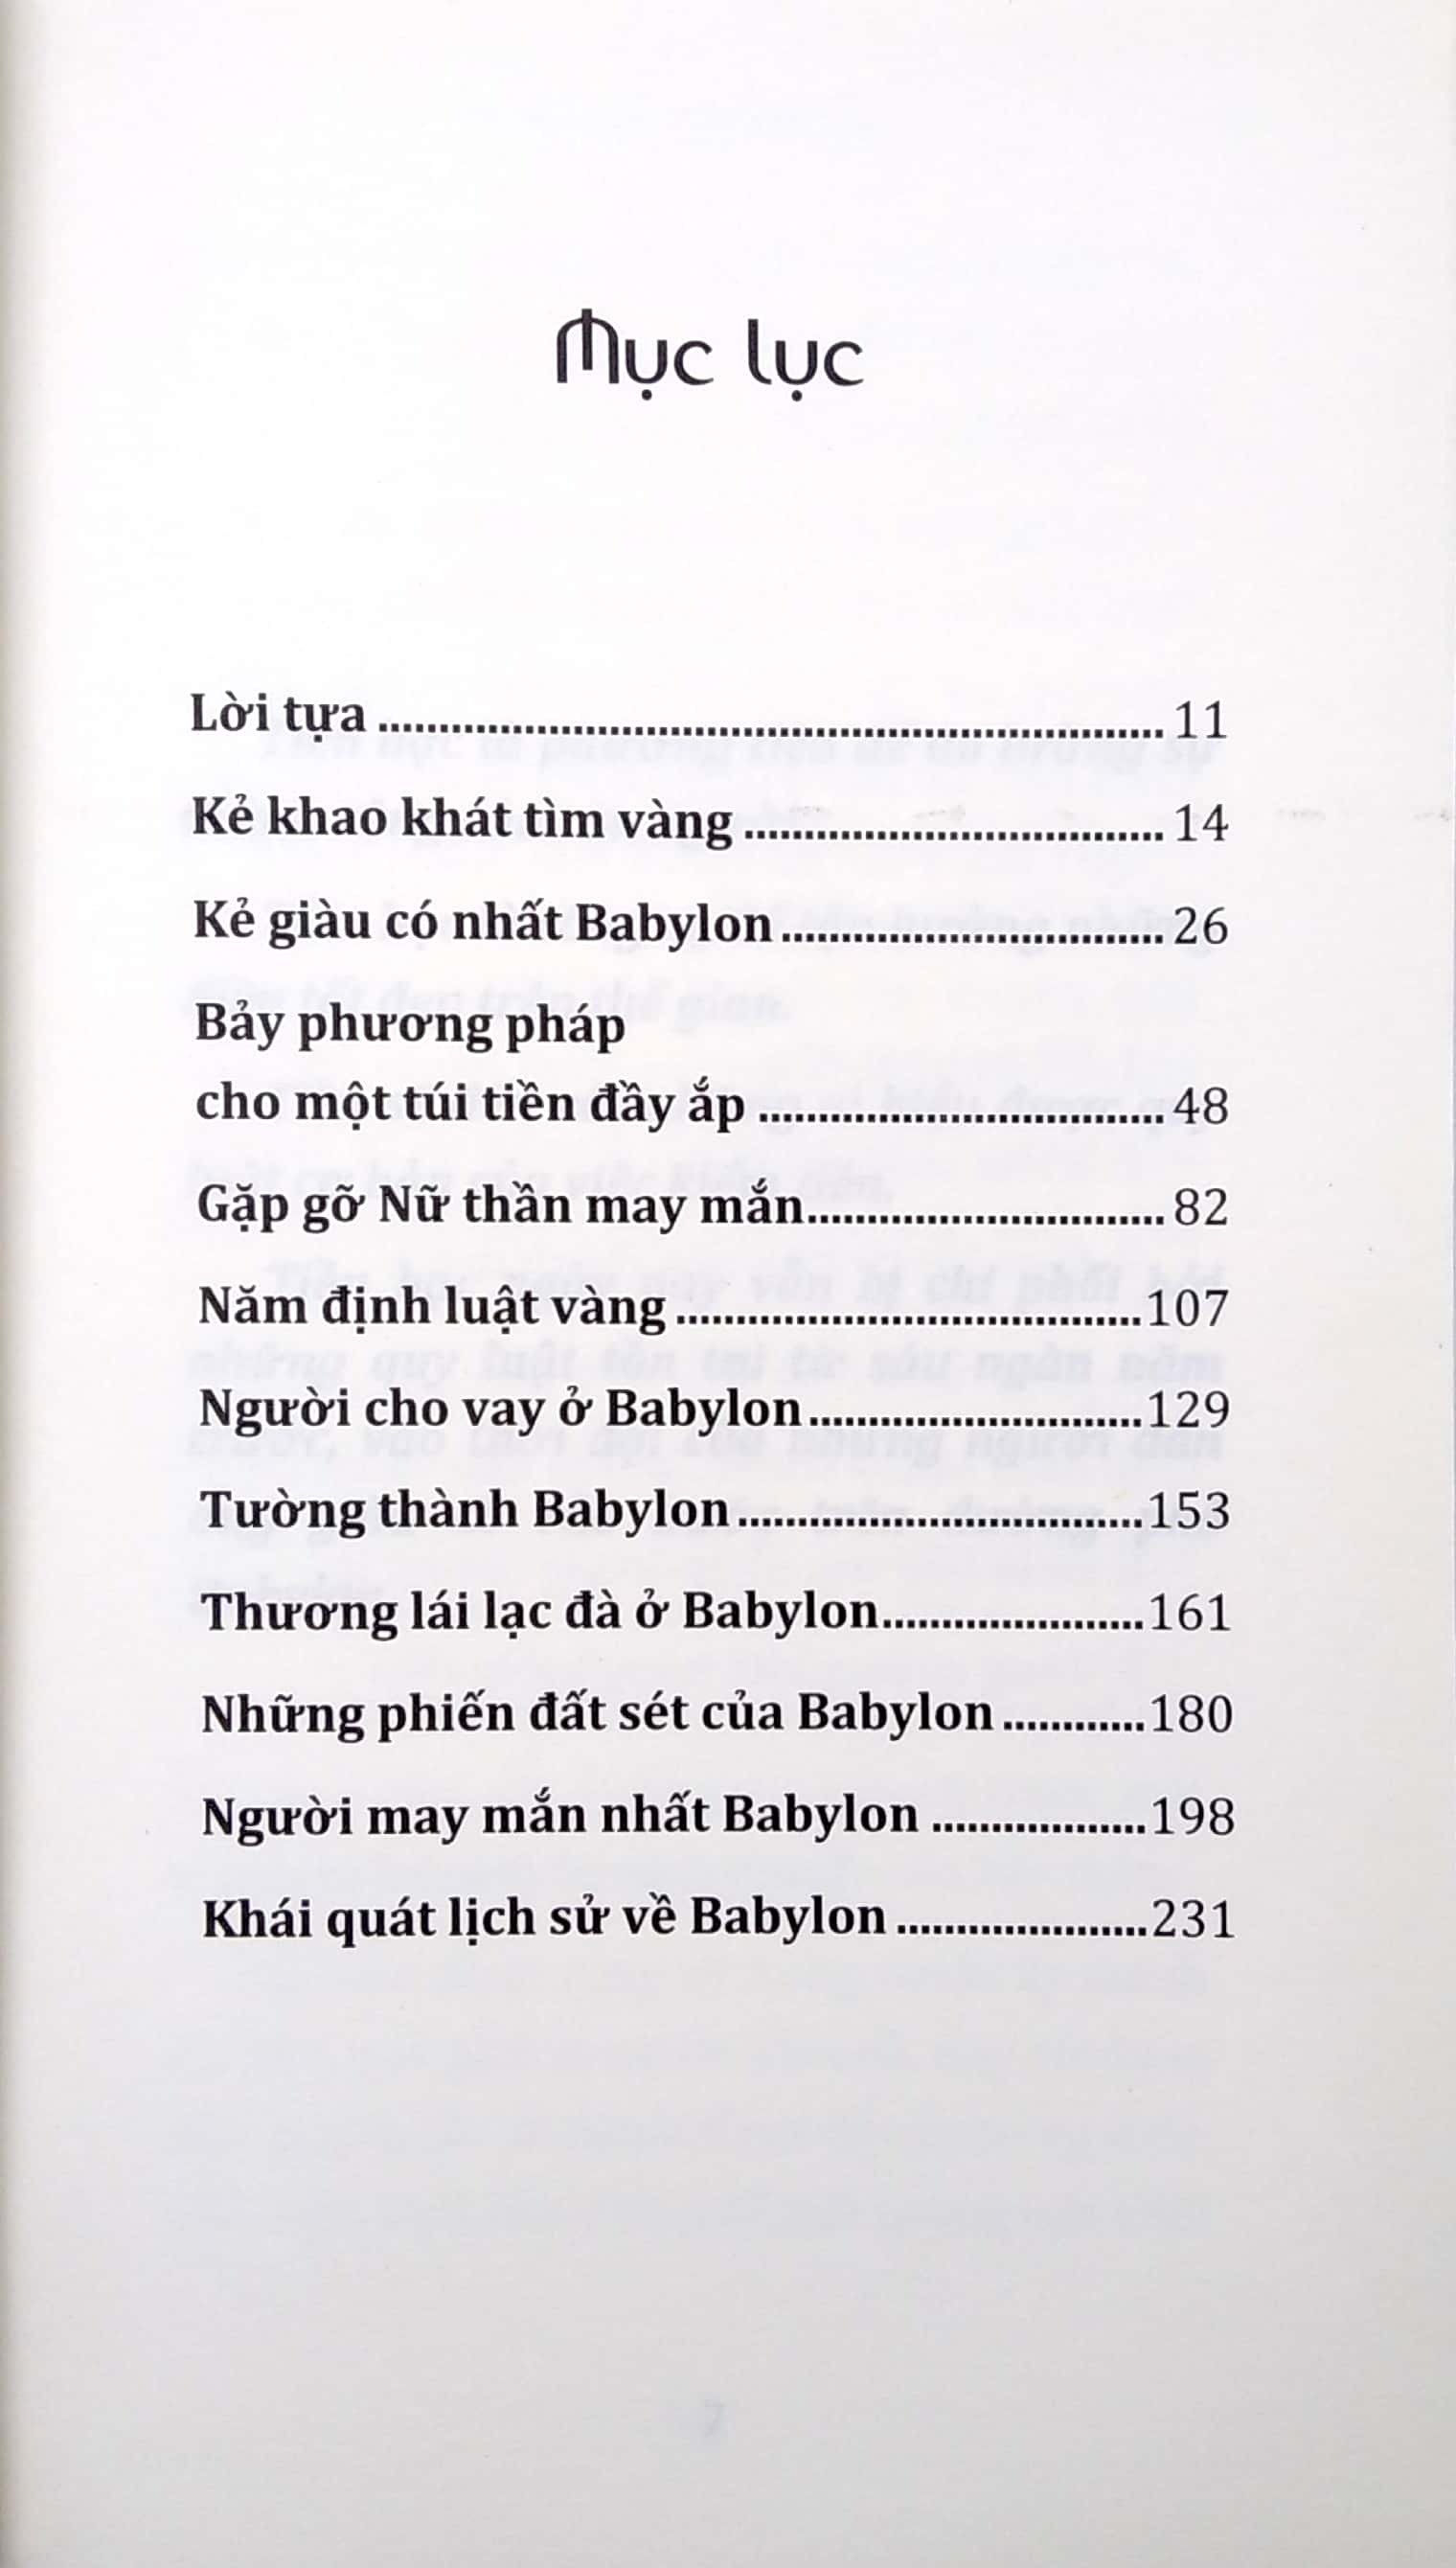 Mục lục
Lời tựa ................................................................ 11
Kẻ khao khát tìm vàng ................................... 14
Kẻ giàu có nhất Babylon ................................ 26
Bảy phương pháp
cho một túi tiền đầy ắp .................................. 48
Gặp gỡ Nữ thần may mắn .............................. 82
Năm định luật vàng ....................................... 107
Người cho vay ở Babylon ............................ 129
Tường thành Babylon .................................. 153
Thương lái lạc đà ở Babylon ...................... 161
Những phiến đất sét của Babylon ............ 180
Người may mắn nhất Babylon .................. 198
Khái quát lịch sử về Babylon ..................... 231